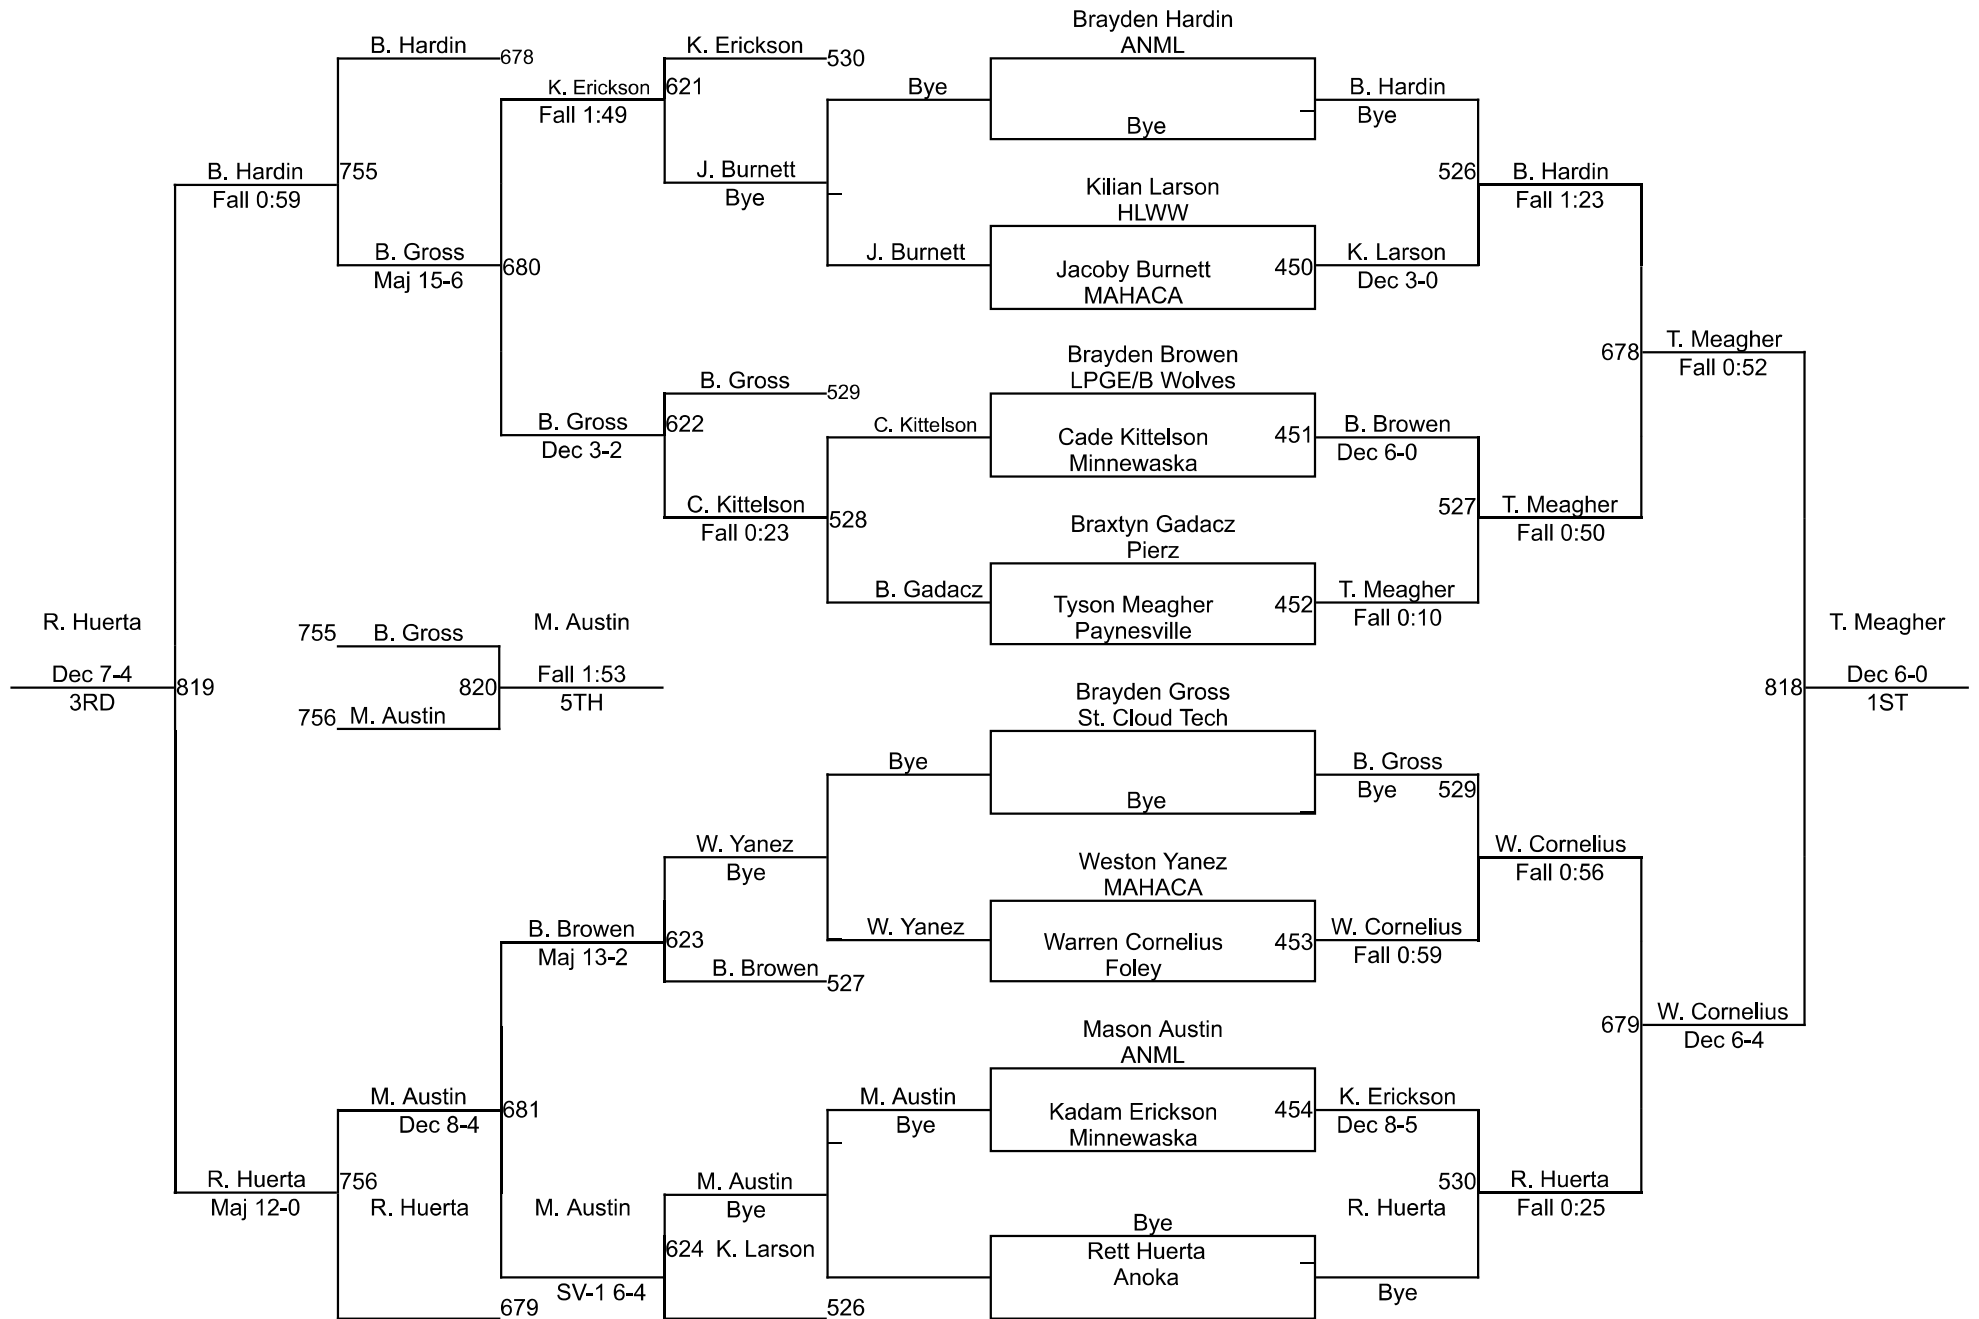 Brayden Hardin
B. Hardin
K. Erickson
ANML
678
530
K. Erickson
621
Bye
B. Hardin
Fall 1:49
Bye
Bye
B. Hardin
755
J. Burnett
526
B. Hardin
Fall 0:59
Bye
Kilian Larson
Fall 1:23
HLWW
B. Gross
J. Burnett
K. Larson
Maj 15-6
680
Jacoby Burnett
450
Dec 3-0
MAHACA
T. Meagher
Brayden Browen
678
Fall 0:52
B. Gross
LPGE/B Wolves
529
B. Gross
622
C. Kittelson
Cade Kittelson
451
B. Browen
Dec 3-2
Minnewaska
Dec 6-0
C. Kittelson
528
Braxtyn Gadacz
527
T. Meagher
Fall 0:23
Pierz
Fall 0:50
B. Gadacz
T. Meagher
Tyson Meagher
452
Fall 0:10
Paynesville
R. Huerta
755
B. Gross
M. Austin
T. Meagher
Dec 7-4
819
820
Fall 1:53
818
Dec 6-0
3RD
756
M. Austin
5TH
1ST
Brayden Gross
St. Cloud Tech
Bye
B. Gross
Bye
Bye
529
W. Yanez
W. Cornelius
Bye
Weston Yanez
Fall 0:56
MAHACA
B. Browen
623
W. Yanez
Warren Cornelius
453
W. Cornelius
Maj 13-2
Foley
Fall 0:59
B. Browen
527
W. Cornelius
Mason Austin
679
Dec 6-4
ANML
M. Austin
681
M. Austin
Kadam Erickson
454
K. Erickson
Dec 8-4
Bye
Minnewaska
Dec 8-5
R. Huerta
756
M. Austin
530
R. Huerta
Maj 12-0
R. Huerta
M. Austin
Bye
R. Huerta
Fall 0:25
Bye
624
K. Larson
Rett Huerta
Anoka
SV-1 6-4
Bye
679
526